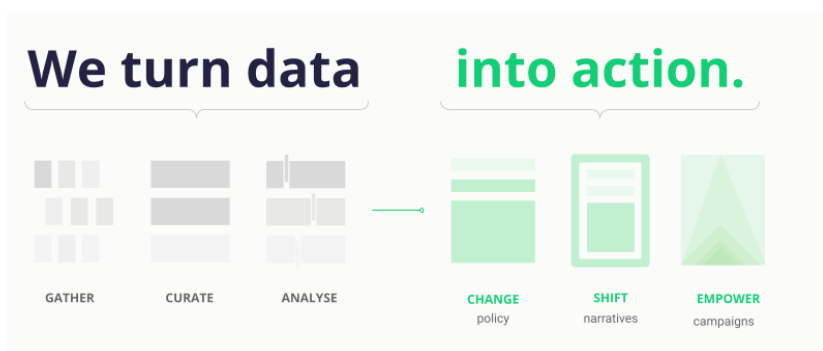 We turn data into action.
GATHER CURATE ANALYSE CHANGE SHIFT EMPOWER
policy narratives campaigns